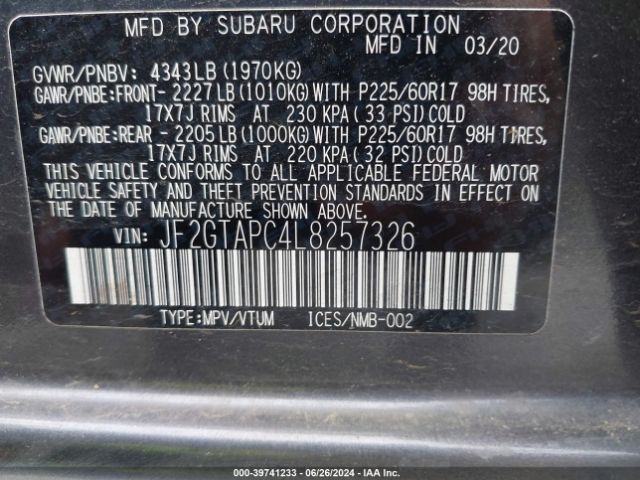 MFD BY SUBARU CORPORATION
MFD IN 03/20
GVWR/PNBV: 4343LB (1970KG)
GAWR/PNBE:FRONT- 2227LB(1010KG)WITH P225/60R17 98H TIRES,
17X7J RIMS AT 230 KPA (33 PSI)COLD
GAWR/PNBE:REAR - 2205LB(1000KG)WITH P225/60R17 98H TIRES,
17X7J RIMS AT 220 KPA (32 PSI)COLD
THIS VEHICLE CONFORMS TO ALL APPLICABLE FEDERAL MOTOR
VEHICLE SAFETY AND THEFT PREVENTION STANDARDS IN EFFECT ON
THE DATE OF MANUFACTURE SHOWN ABOVE.
VIN: JF2GTAPC4L8257326
TYPE:MPV/VTUM ICES/NMB-002
000-39741233 - 06/26/2024 - IAA Inc.